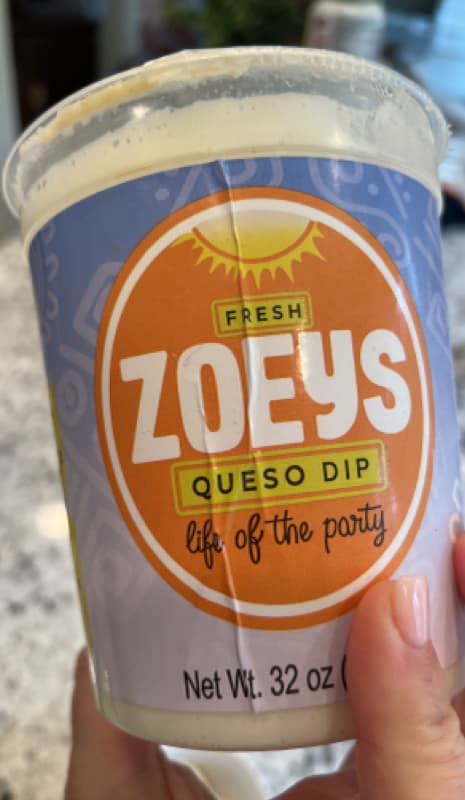 FRESH
ZOEYS
QUESO DIP
life of the party
Net Wt. 32 oz (